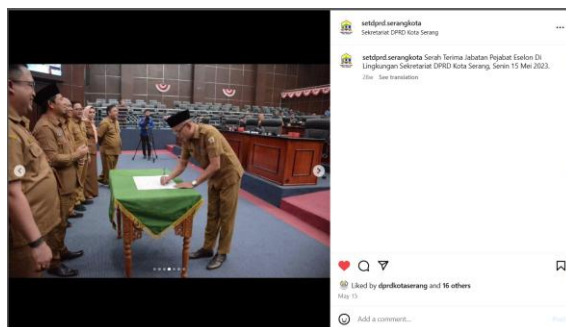 setdprd.serangkota
Sekretariat DPRD Kota Serang
setdprd.serangkota Serah Terima Jabatan Pejabat Eselon Di
Lingkungan Sekretariat DPRD Kota Serang, Senin 15 Mei 2023.
See translation
Liked by dprdkotaserang and 16 others
May 15
Add a comment...